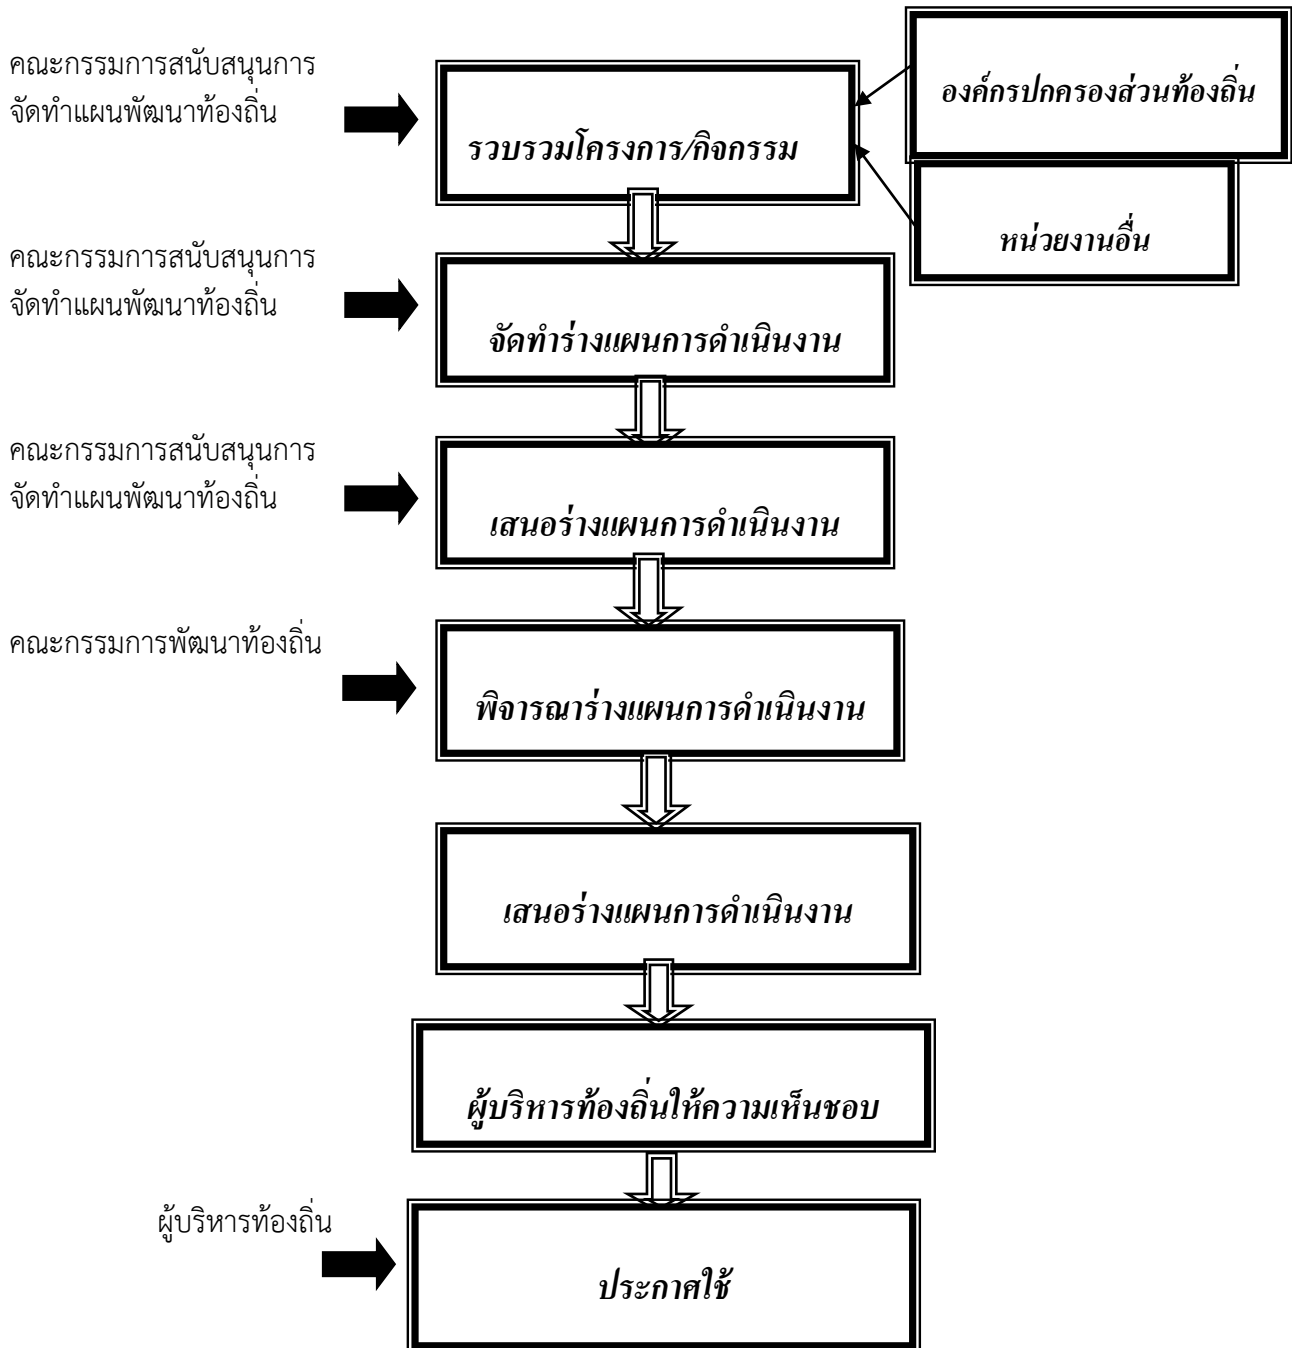 คณะกรรมการสนับสนุนการ
จัดทำแผนพัฒนาท้องถิ่น
รวบรวมโครงการ/กิจกรรม
องค์กรปกครองส่วนท้องถิ่น
หน่วยงานอื่น
คณะกรรมการสนับสนุนการ
จัดทำแผนพัฒนาท้องถิ่น
จัดทำร่างแผนการดำเนินงาน
คณะกรรมการสนับสนุนการ
จัดทำแผนพัฒนาท้องถิ่น
เสนอร่างแผนการดำเนินงาน
คณะกรรมการพัฒนาท้องถิ่น
พิจารณาร่างแผนการดำเนินงาน
เสนอร่างแผนการดำเนินงาน
ผู้บริหารท้องถิ่นให้ความเห็นชอบ
ผู้บริหารท้องถิ่น
ประกาศใช้